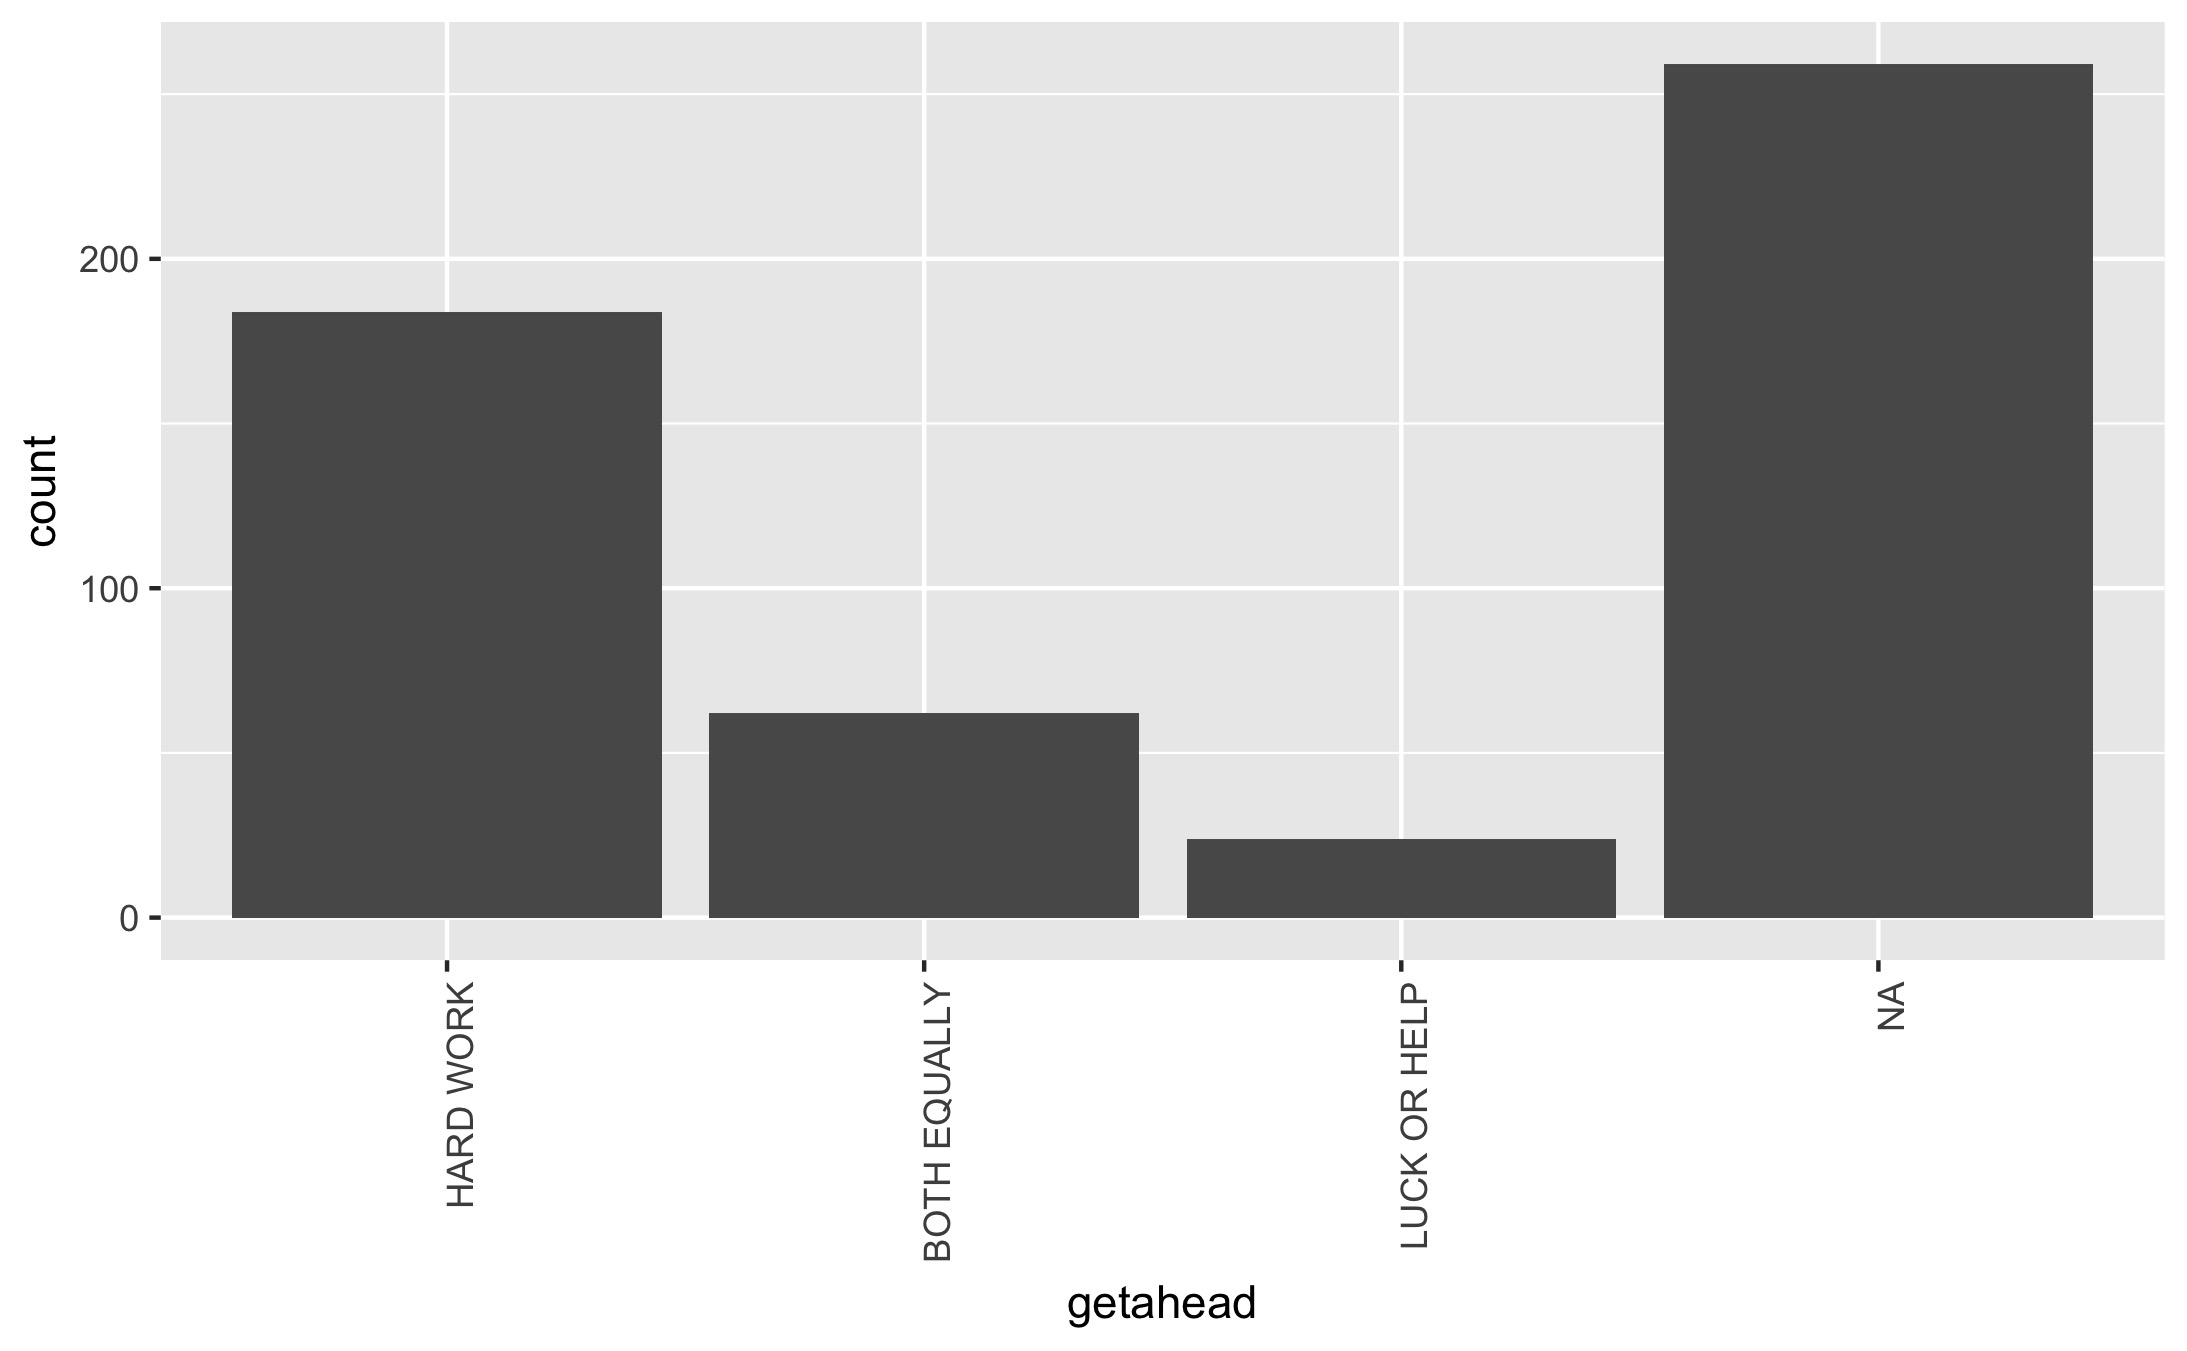 count
200
100
0
HARD WORK
BOTH EQUALLY
LUCK OR HELP
NA
getahead